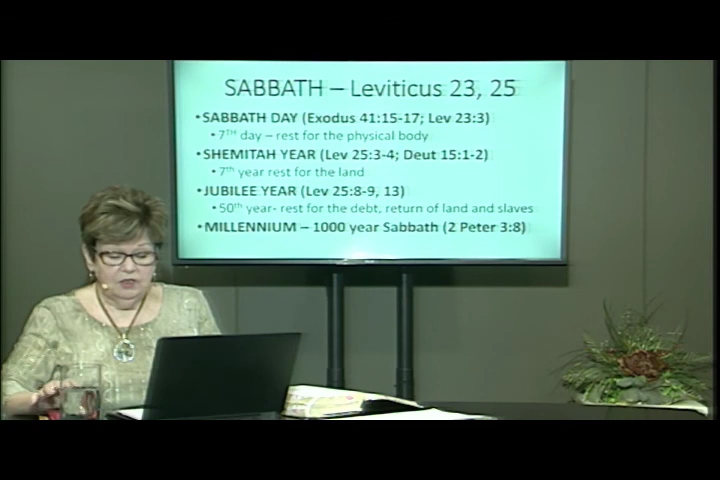 SABBATH – Leviticus 23, 25
• SABBATH DAY (Exodus 41:15-17; Lev 23:3)
• 7TH day – rest for the physical body
• SHEMITAH YEAR (Lev 25:3-4; Deut 15:1-2)
• 7th year rest for the land
• JUBILEE YEAR (Lev 25:8-9, 13)
• 50th year- rest for the debt, return of land and slaves
• MILLENNIUM – 1000 year Sabbath (2 Peter 3:8)